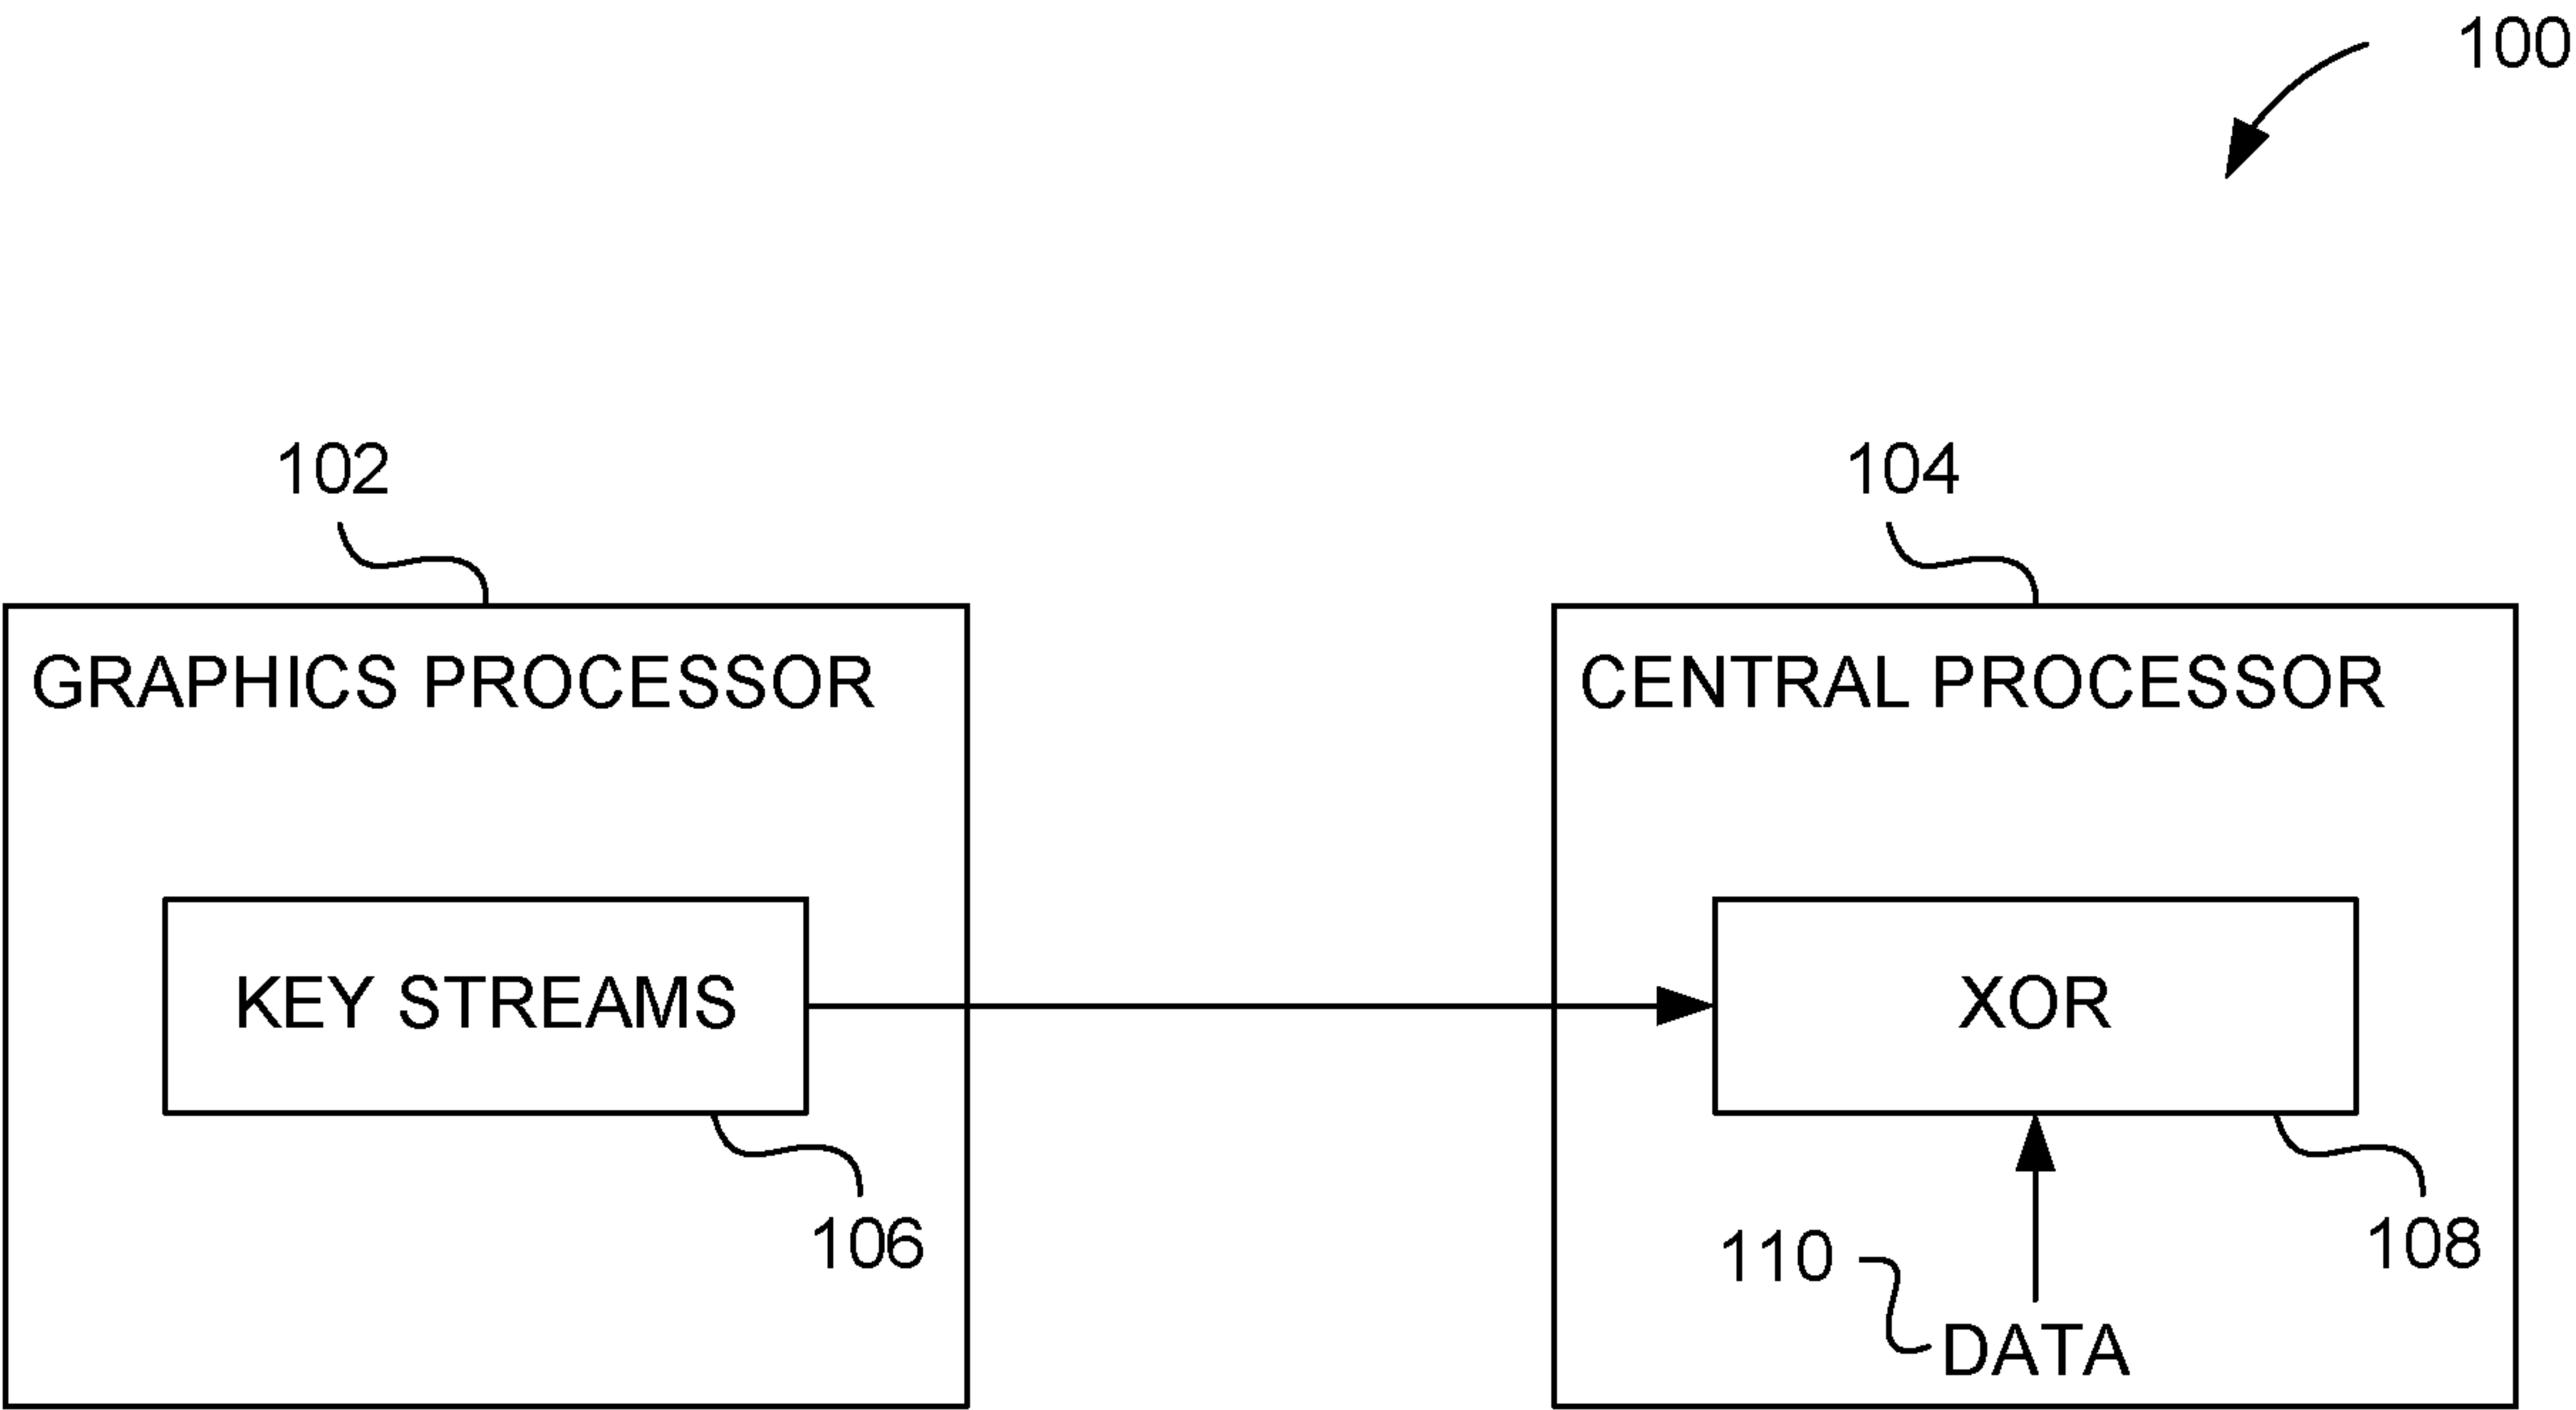 100
102
104
GRAPHICS PROCESSOR
CENTRAL PROCESSOR
KEY STREAMS
XOR
106
108
110
DATA